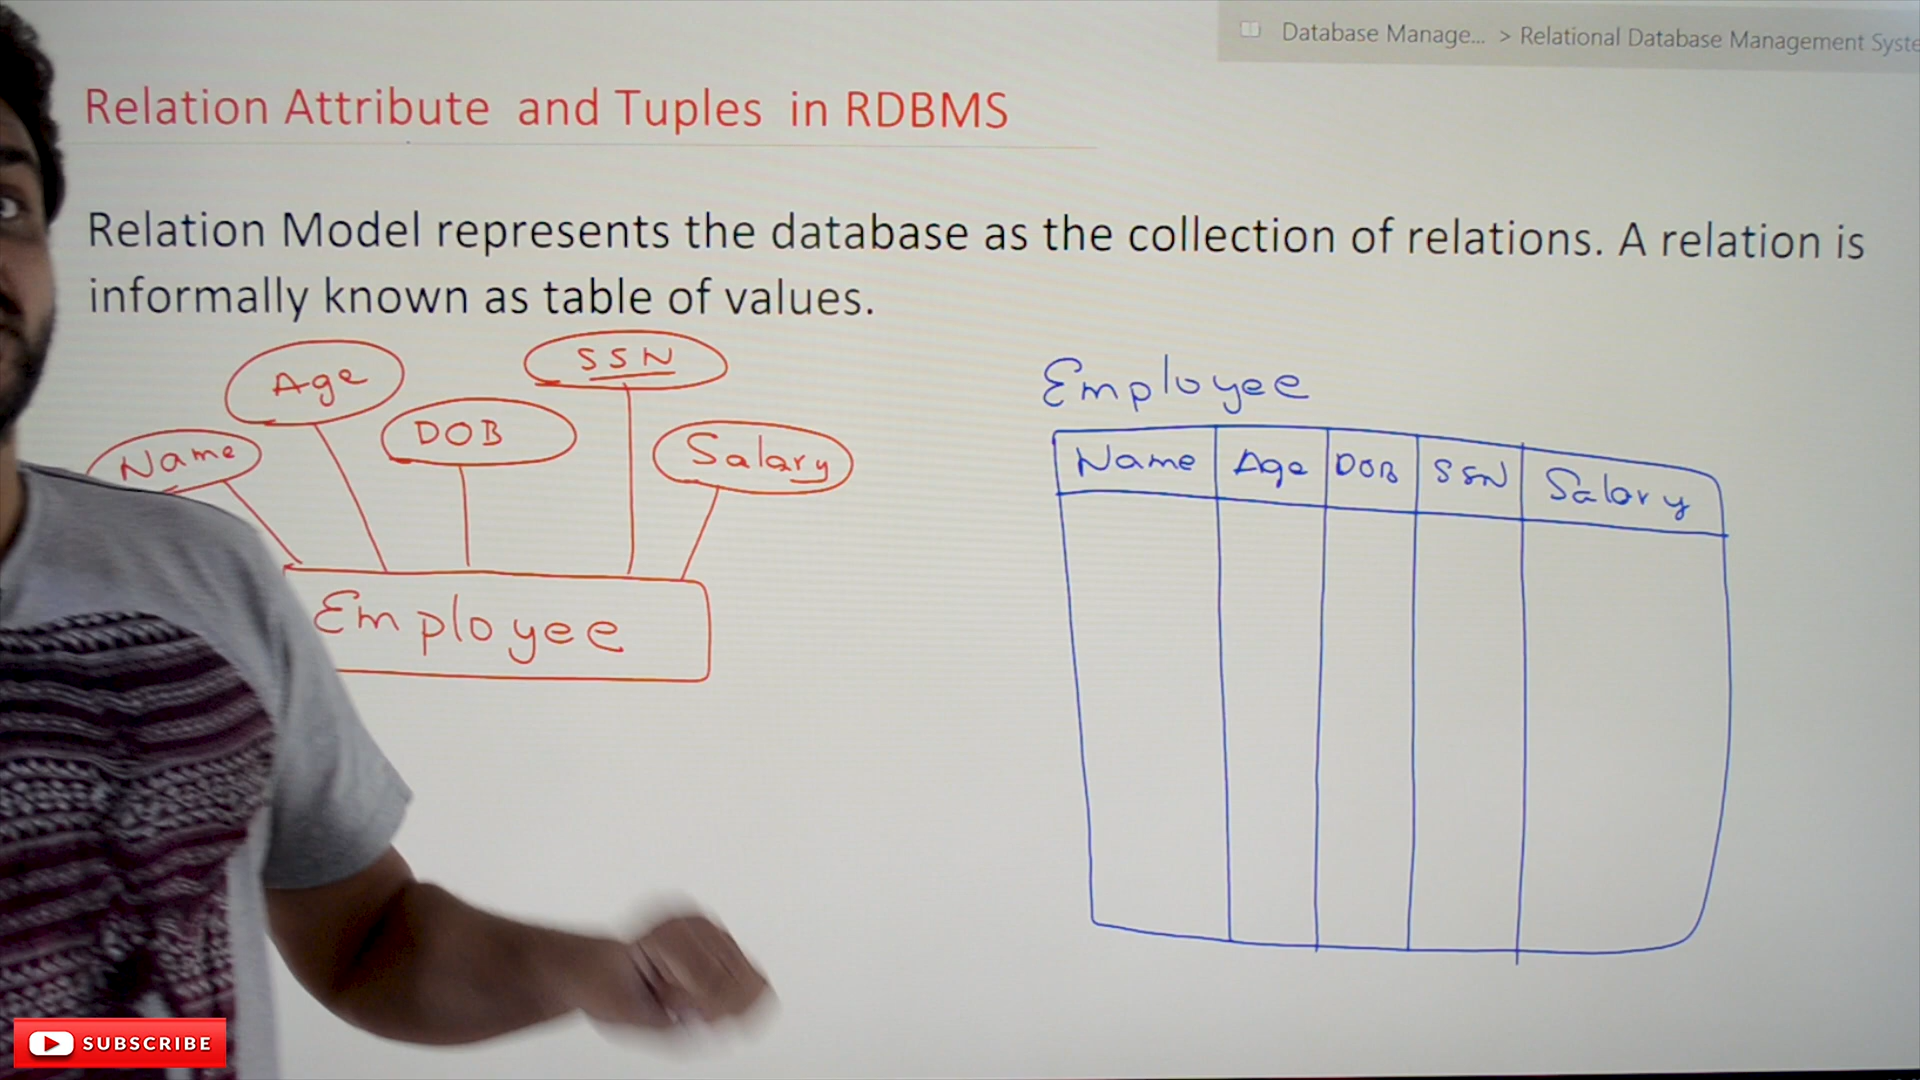 Database Manage... > Relational Database Management Syste
Relation Attribute and Tuples in RDBMS
Relation Model represents the database as the collection of relations. A relation is
informally known as table of values.
Age
SSN
Name
DOB
Salary
Employee
Employee
Name Age DOB SSN Salary
SUBSCRIBE